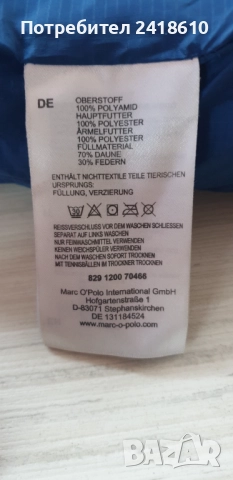 Потребител 2418610
DE
OBERSTOFF
100% POLYAMID
HAUPTFUTTER
100% POLYESTER
ÄRMELFUTTER
100% POLYESTER
FÜLLMATERIAL
70% DAUNE
30% FEDERN
ENTHÄLT NICHTTEXTILE TEILE TIERISCHEN
URSPRUNGS:
FÜLLUNG, VERZIERUNG
REISSVERSCHLUSS VOR DEM WASCHEN SCHLIESSEN
SEPARAT AUF LINKS WASCHEN
NUR FEINWASCHMITTEL VERWENDEN
KEINEN WEICHSPÜLER VERWENDEN
NACH DEM WASCHEN SOFORT TROCKNEN
MIT TENNISBÄLLEN IM TROCKNER TROCKNEN
829 1200 70466
Marc O'Polo International GmbH
Hofgartenstraße 1
D-83071 Stephanskirchen
DE 131184524
www.marc-o-polo.com
bazar
БАЗАР